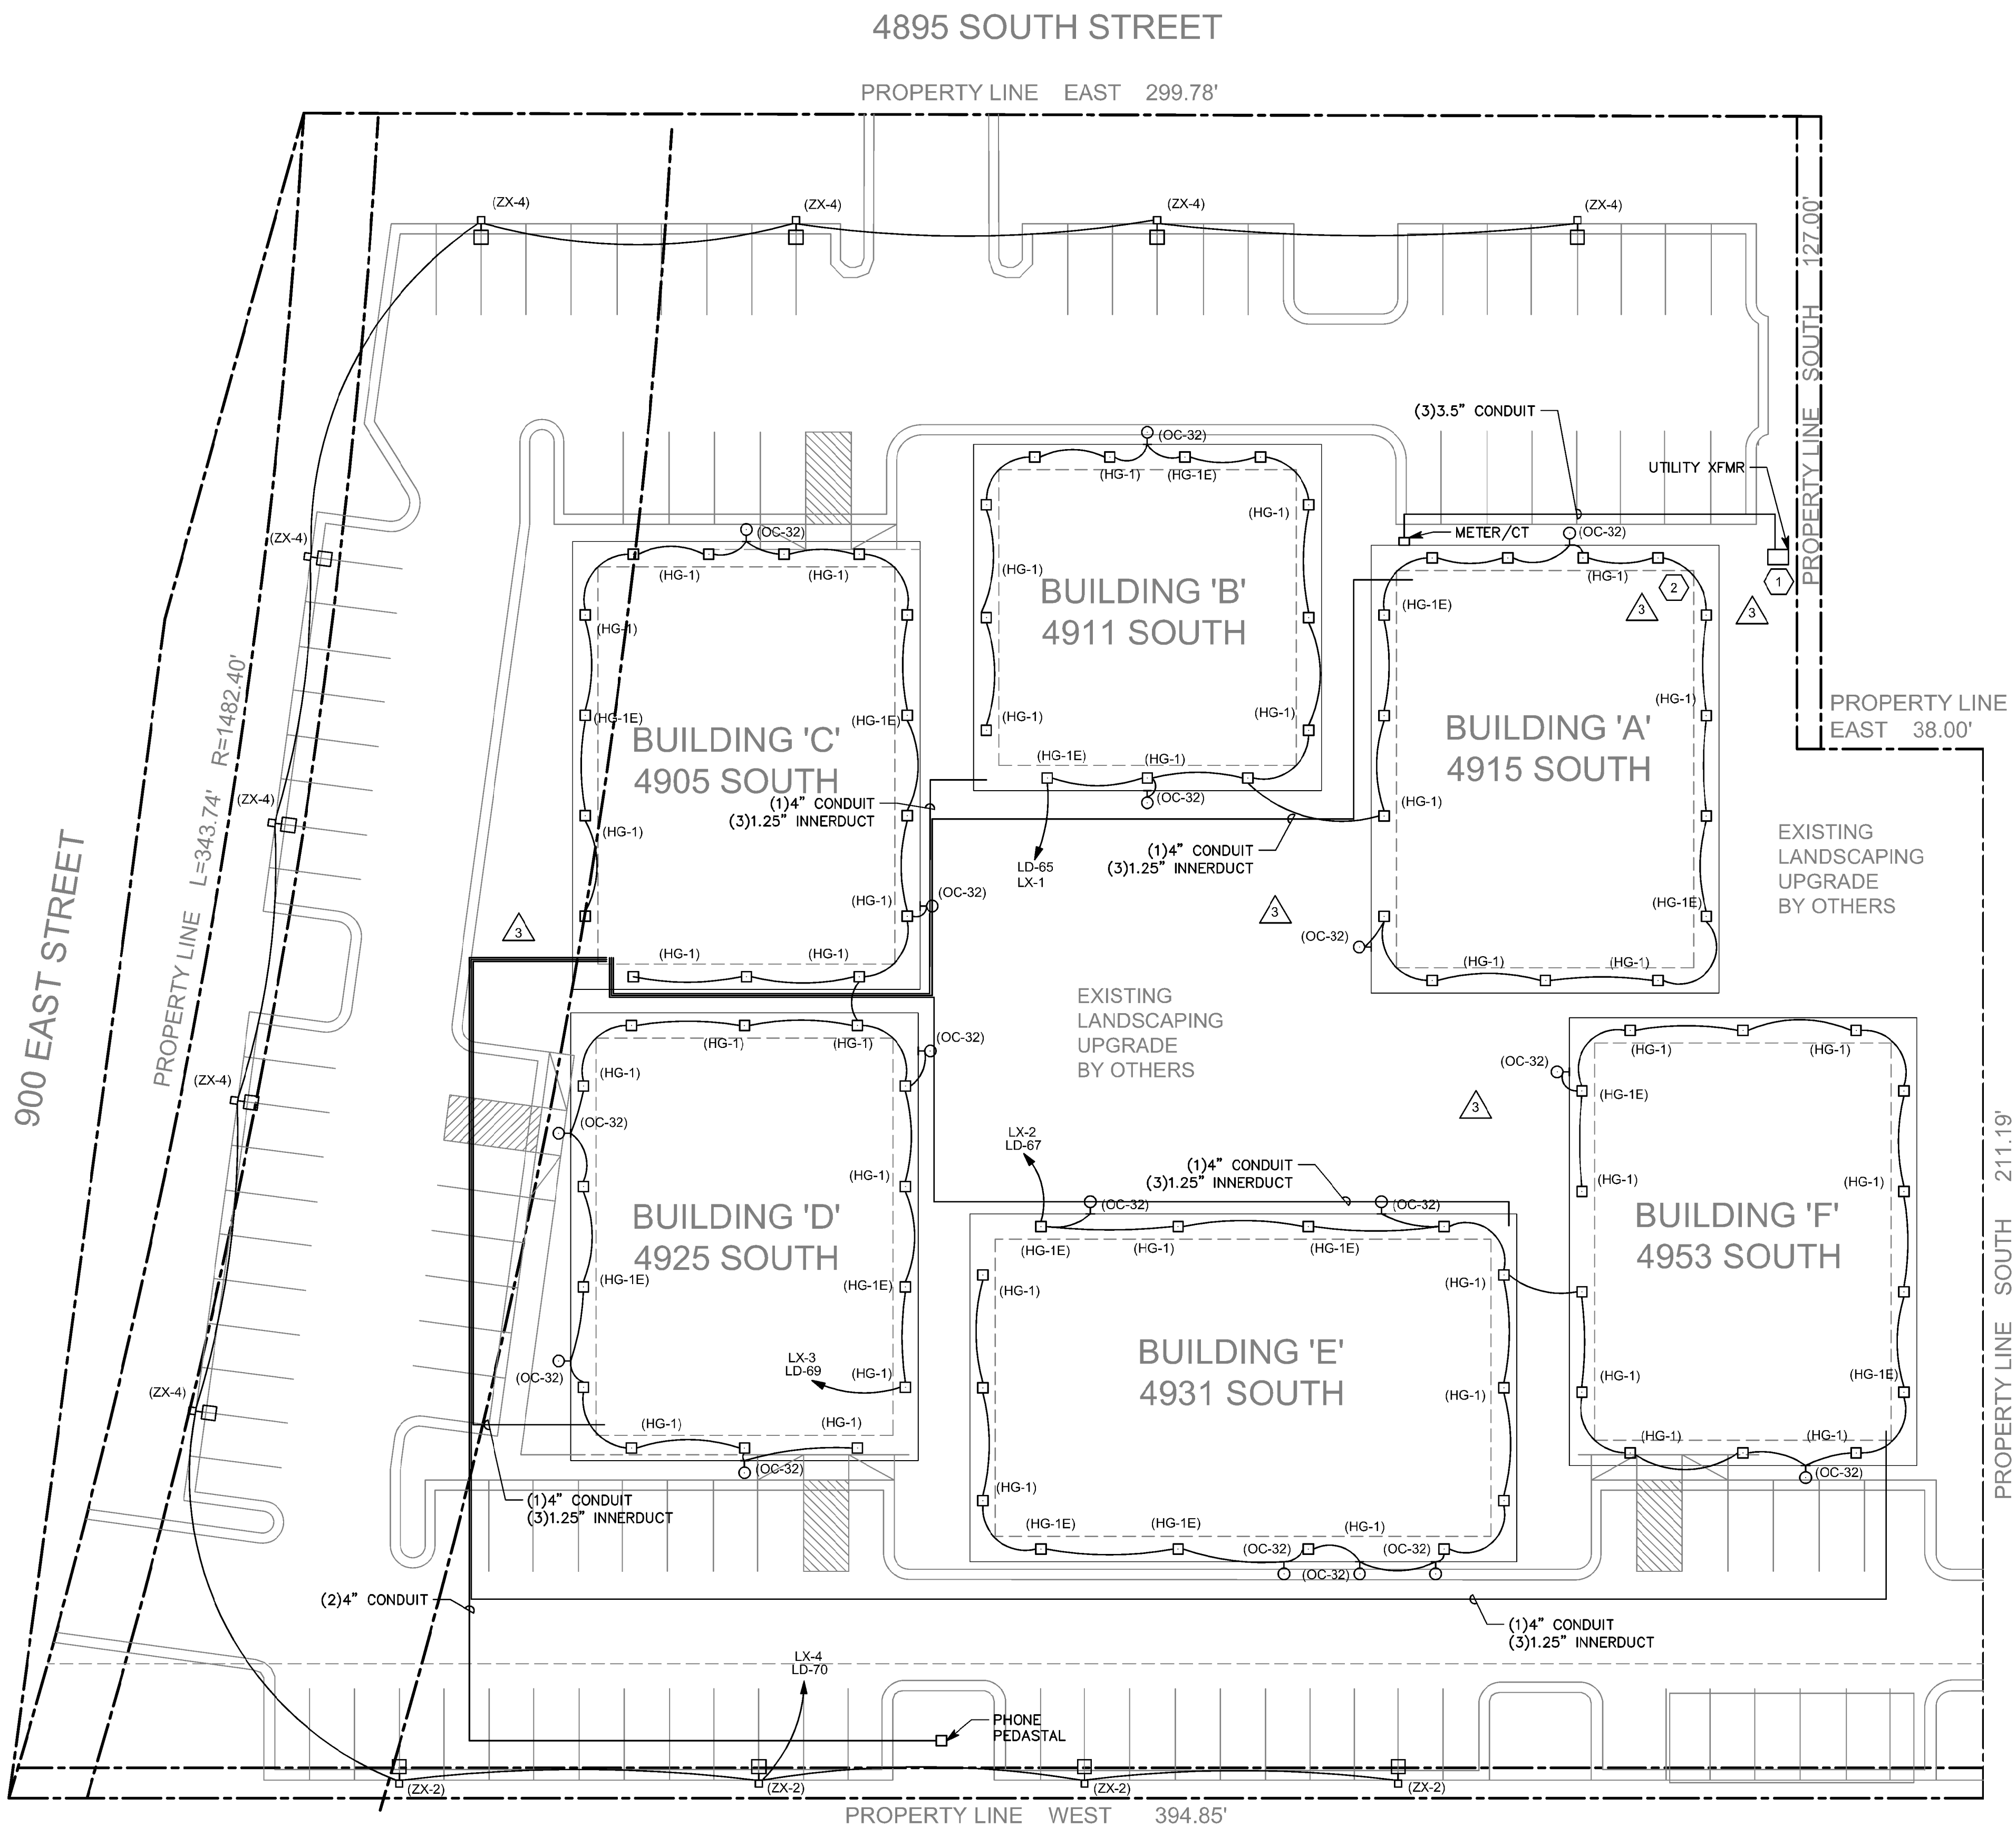 4895 SOUTH STREET
PROPERTY LINE EAST 299.78'
(ZX-4)
(ZX-4)
(ZX-4)
(ZX-4)
PROPERTY LINE SOUTH 127.00'
(3)3.5" CONDUIT
UTILITY XFMR
METER/CT
(OC-32)
(HG-1)
(HG-1E)
(HG-1)
(HG-1)
BUILDING 'B'
4911 SOUTH
(HG-1)
(HG-1)
(HG-1E)
(HG-1)
(OC-32)
LD-65
LX-1
(OC-32)
(HG-1)
(HG-1E)
2
1
3
3
BUILDING 'A'
4915 SOUTH
(HG-1)
(HG-1)
(HG-1E)
(OC-32)
(HG-1)
(HG-1)
3
PROPERTY LINE
EAST 38.00'
EXISTING
LANDSCAPING
UPGRADE
BY OTHERS
(ZX-4)
(OC-32)
(HG-1)
(HG-1)
(HG-1)
(HG-1E)
(HG-1E)
BUILDING 'C'
4905 SOUTH
(1)4" CONDUIT
(3)1.25" INNERDUCT
(HG-1)
(HG-1)
(OC-32)
(HG-1)
(HG-1)
3
(1)4" CONDUIT
(3)1.25" INNERDUCT
(ZX-4)
PROPERTY LINE L=343.74' R=1482.40'
900 EAST STREET
EXISTING
LANDSCAPING
UPGRADE
BY OTHERS
3
(ZX-4)
(HG-1)
(HG-1)
(OC-32)
(HG-1)
(OC-32)
(HG-1)
BUILDING 'D'
4925 SOUTH
(HG-1E)
(HG-1E)
LX-3
LD-69
(HG-1)
(OC-32)
(HG-1)
(HG-1)
(OC-32)
(ZX-4)
(1)4" CONDUIT
(3)1.25" INNERDUCT
LX-2
LD-67
(1)4" CONDUIT
(3)1.25" INNERDUCT
(OC-32)
(OC-32)
(HG-1E)
(HG-1)
(HG-1E)
(HG-1)
(HG-1)
BUILDING 'E'
4931 SOUTH
(HG-1)
(HG-1)
(HG-1E)
(HG-1E)
(HG-1)
(OC-32)
(OC-32)
(OC-32)
(HG-1)
(HG-1)
(OC-32)
(HG-1E)
(HG-1)
(HG-1)
BUILDING 'F'
4953 SOUTH
(HG-1)
(HG-1E)
(HG-1)
(HG-1)
(OC-32)
PROPERTY LINE SOUTH 211.19'
(2)4" CONDUIT
(1)4" CONDUIT
(3)1.25" INNERDUCT
LX-4
LD-70
PHONE
PEDASTAL
(ZX-2)
(ZX-2)
(ZX-2)
(ZX-2)
PROPERTY LINE WEST 394.85'